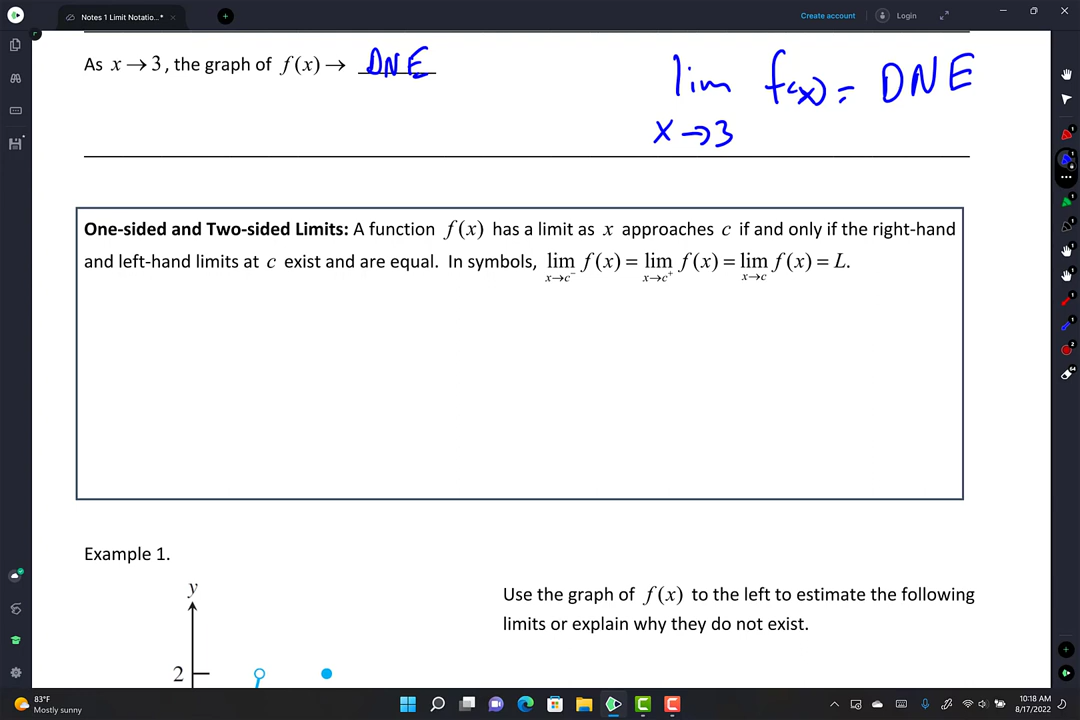 Notes 1 Limit Notatio...*
Create account
Login
As x → 3, the graph of f(x) → DNE
lim f(x) = DNE
x → 3
One-sided and Two-sided Limits: A function f(x) has a limit as x approaches c if and only if the right-hand
and left-hand limits at c exist and are equal. In symbols, lim f(x) = lim f(x) = lim f(x) = L.
x→c⁻ x→c⁺ x→c
Example 1.
y
Use the graph of f(x) to the left to estimate the following
limits or explain why they do not exist.
2
83°F
Mostly sunny
10:18 AM
8/17/2022